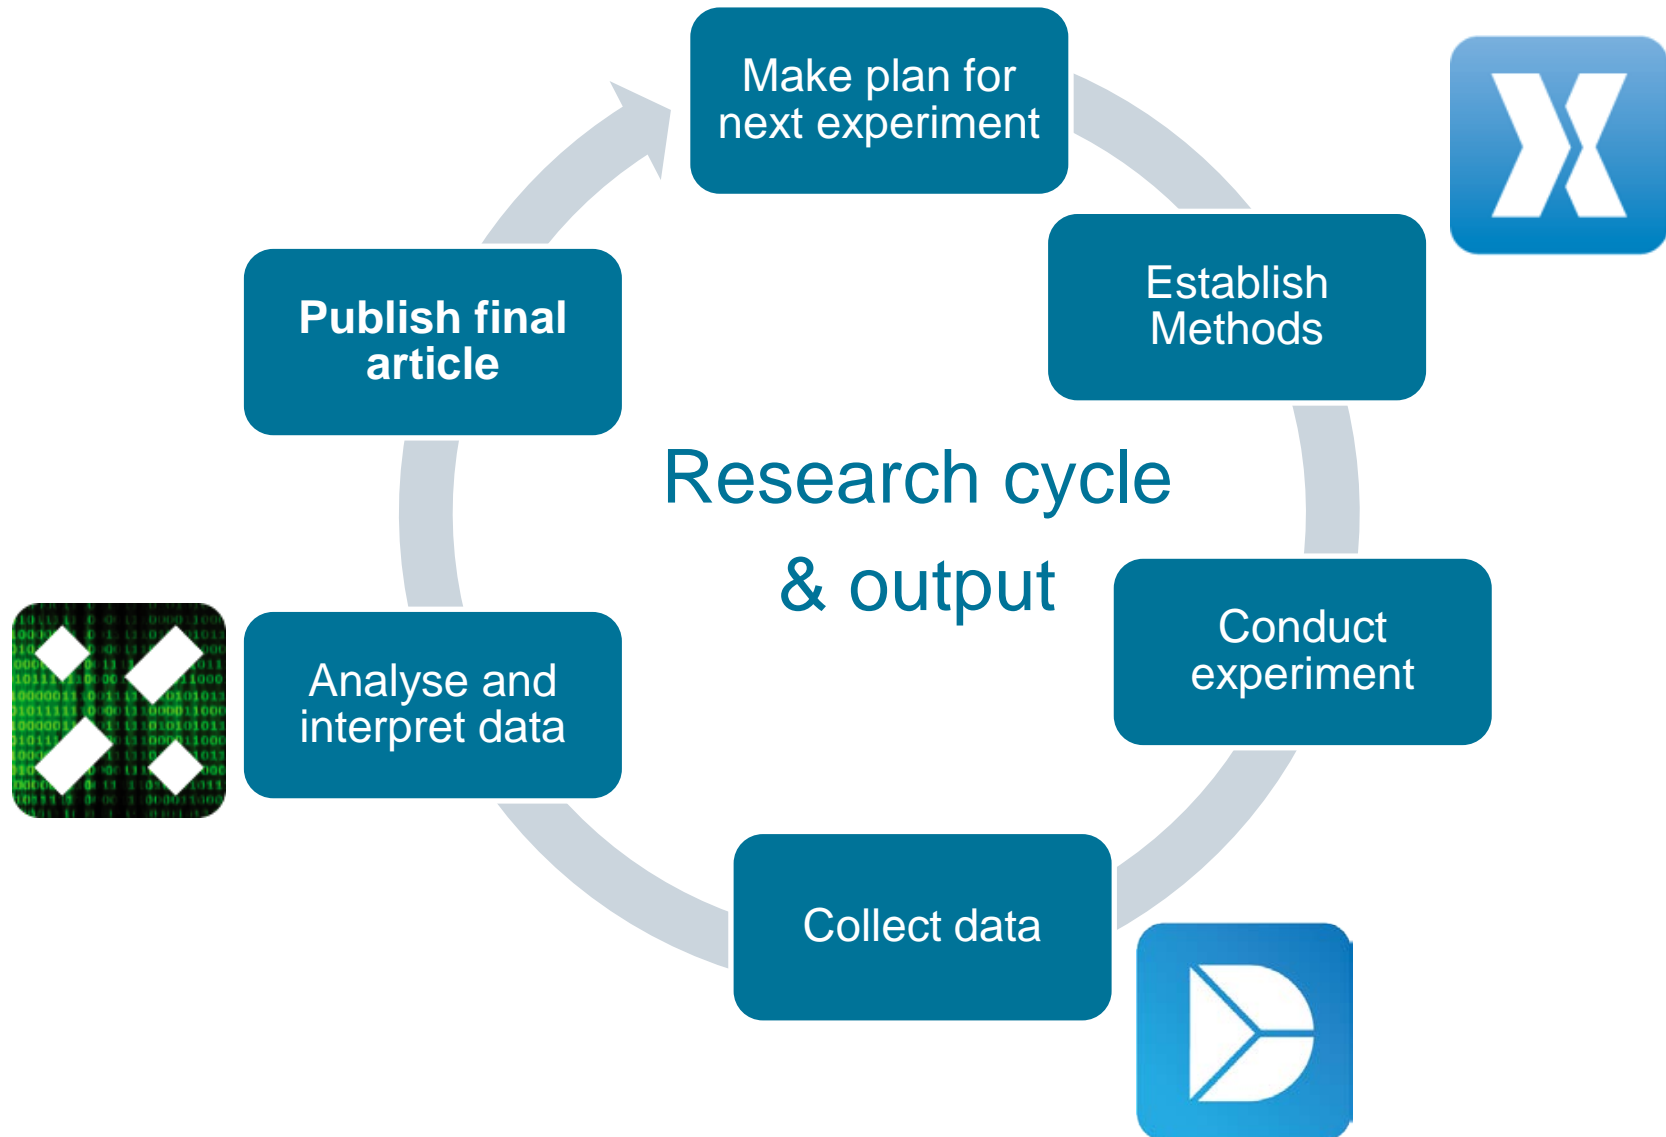 Make plan for
next experiment
Establish
Methods
Conduct
experiment
Collect data
Analyse and
interpret data
Publish final
article
Research cycle
& output